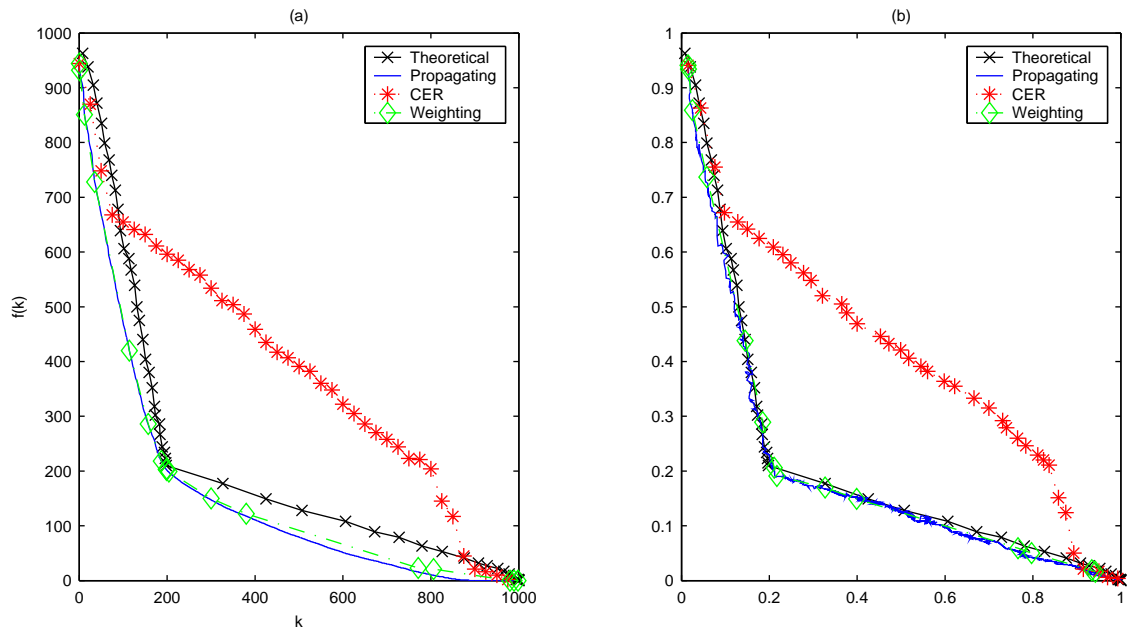 (a)
1000
900
800
700
600
500
400
300
200
100
0
f(k)
0 200 400 600 800 1000
k
Theoretical
Propagating
CER
Weighting
(b)
1
0.9
0.8
0.7
0.6
0.5
0.4
0.3
0.2
0.1
0
0 0.2 0.4 0.6 0.8 1
Theoretical
Propagating
CER
Weighting